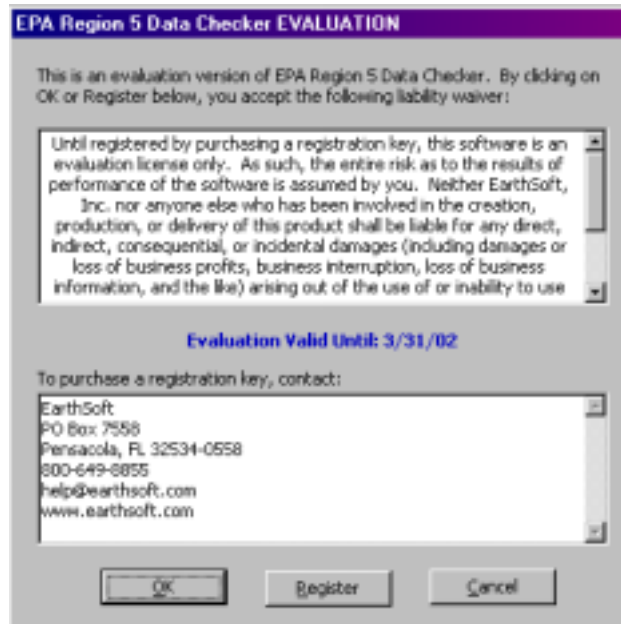 EPA Region 5 Data Checker EVALUATION
This is an evaluation version of EPA Region 5 Data Checker. By clicking on
OK or Register below, you accept the following liability waiver:
Until registered by purchasing a registration key, this software is an
evaluation license only. As such, the entire risk as to the results of
performance of the software is assumed by you. Neither EarthSoft,
Inc. nor anyone else who has been involved in the creation,
production, or delivery of this product shall be liable for any direct,
indirect, consequential, or incidental damages (including damages or
loss of business profits, business interruption, loss of business
information, and the like) arising out of the use of or inability to use
Evaluation Valid Until: 3/31/02
To purchase a registration key, contact:
EarthSoft
PO Box 7558
Pensacola, FL 32534-0558
800-649-8855
help@earthsoft.com
www.earthsoft.com
OK Register Cancel